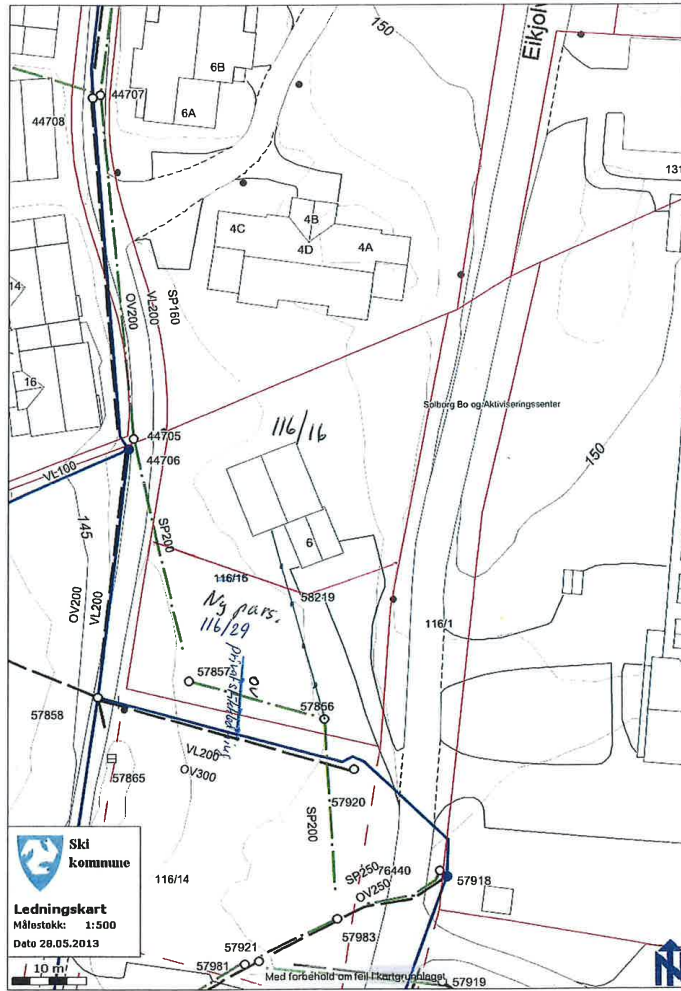 150
Eikjolv
6B
44707
6A
44708
131
4B
4C
4D
4A
14
SP160
VL200
OV200
16
Solborg Bo og Aktiviseringssenter
116/16
44705
44706
VL100
150
145
6
SP200
116/16
58219
OV200
VL200
Ny pars.
116/29
116/1
57857
OV
57856
57858
VL200
OV300
57865
57920
SP200
SP250
76440
OV250
57918
116/14
57983
57921
57981
57919
Ski
kommune
Ledningskart
Målestokk: 1:500
Dato 28.05.2013
10 m
Med forbehold om feil i kartgrunnlaget
N